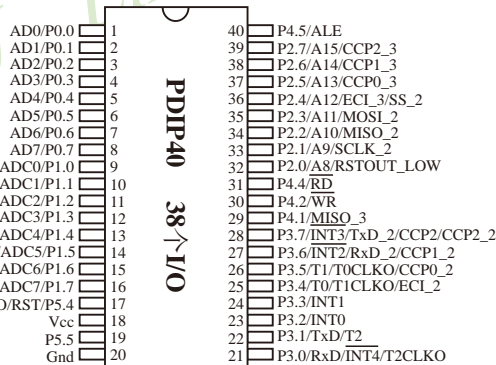 AD0/P0.0 1 40 P4.5/ALE
AD1/P0.1 2 39 P2.7/A15/CCP2_3
AD2/P0.2 3 38 P2.6/A14/CCP1_3
AD3/P0.3 4 37 P2.5/A13/CCP0_3
AD4/P0.4 5 36 P2.4/A12/ECI_3/SS_2
AD5/P0.5 6 35 P2.3/A11/MOSI_2
AD6/P0.6 7 34 P2.2/A10/MISO_2
AD7/P0.7 8 33 P2.1/A9/SCLK_2
ADC0/P1.0 9 32 P2.0/A8/RSTOUT_LOW
ADC1/P1.1 10 31 P4.4/RD
ADC2/P1.2 11 30 P4.2/WR
ADC3/P1.3 12 29 P4.1/MISO_3
ADC4/P1.4 13 28 P3.7/INT3/TxD_2/CCP2/CCP2_2
/ADC5/P1.5 14 27 P3.6/INT2/RxD_2/CCP1_2
ADC6/P1.6 15 26 P3.5/T1/T0CLKO/CCP0_2
ADC7/P1.7 16 25 P3.4/T0/T1CLKO/ECI_2
O/RST/P5.4 17 24 P3.3/INT1
Vcc 18 23 P3.2/INT0
P5.5 19 22 P3.1/TxD/T2
Gnd 20 21 P3.0/RxD/INT4/T2CLKO
PDIP40 38个I/O